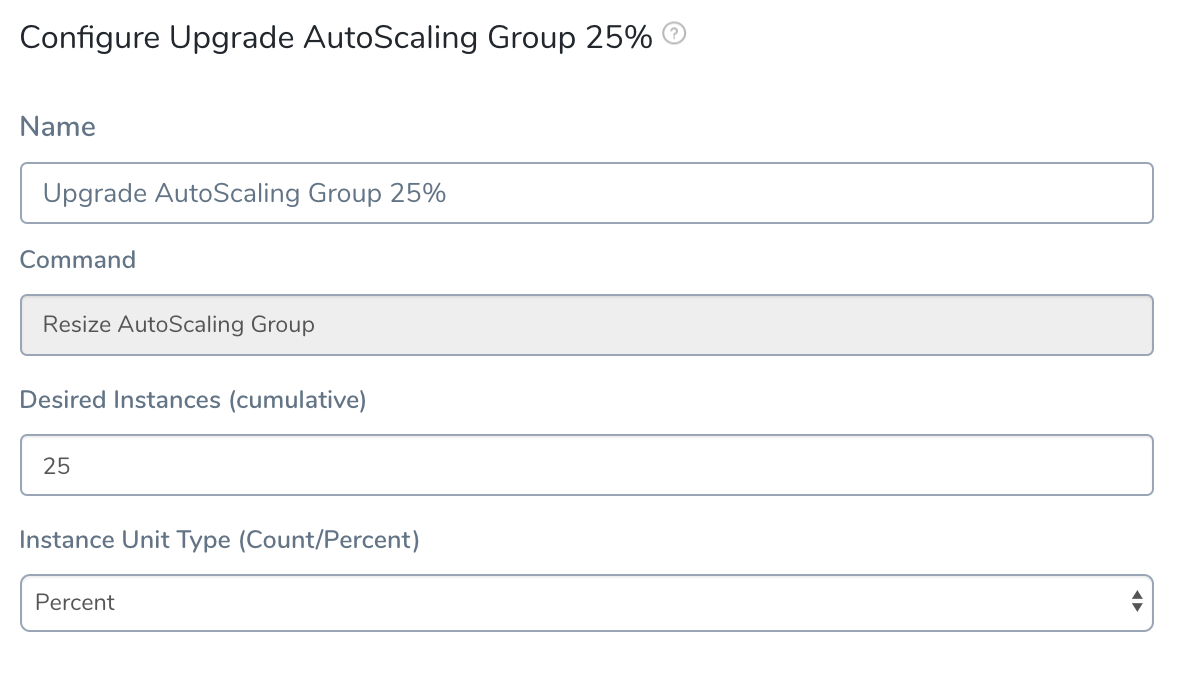 Configure Upgrade AutoScaling Group 25% ?
Name
Upgrade AutoScaling Group 25%
Command
Resize AutoScaling Group
Desired Instances (cumulative)
25
Instance Unit Type (Count/Percent)
Percent